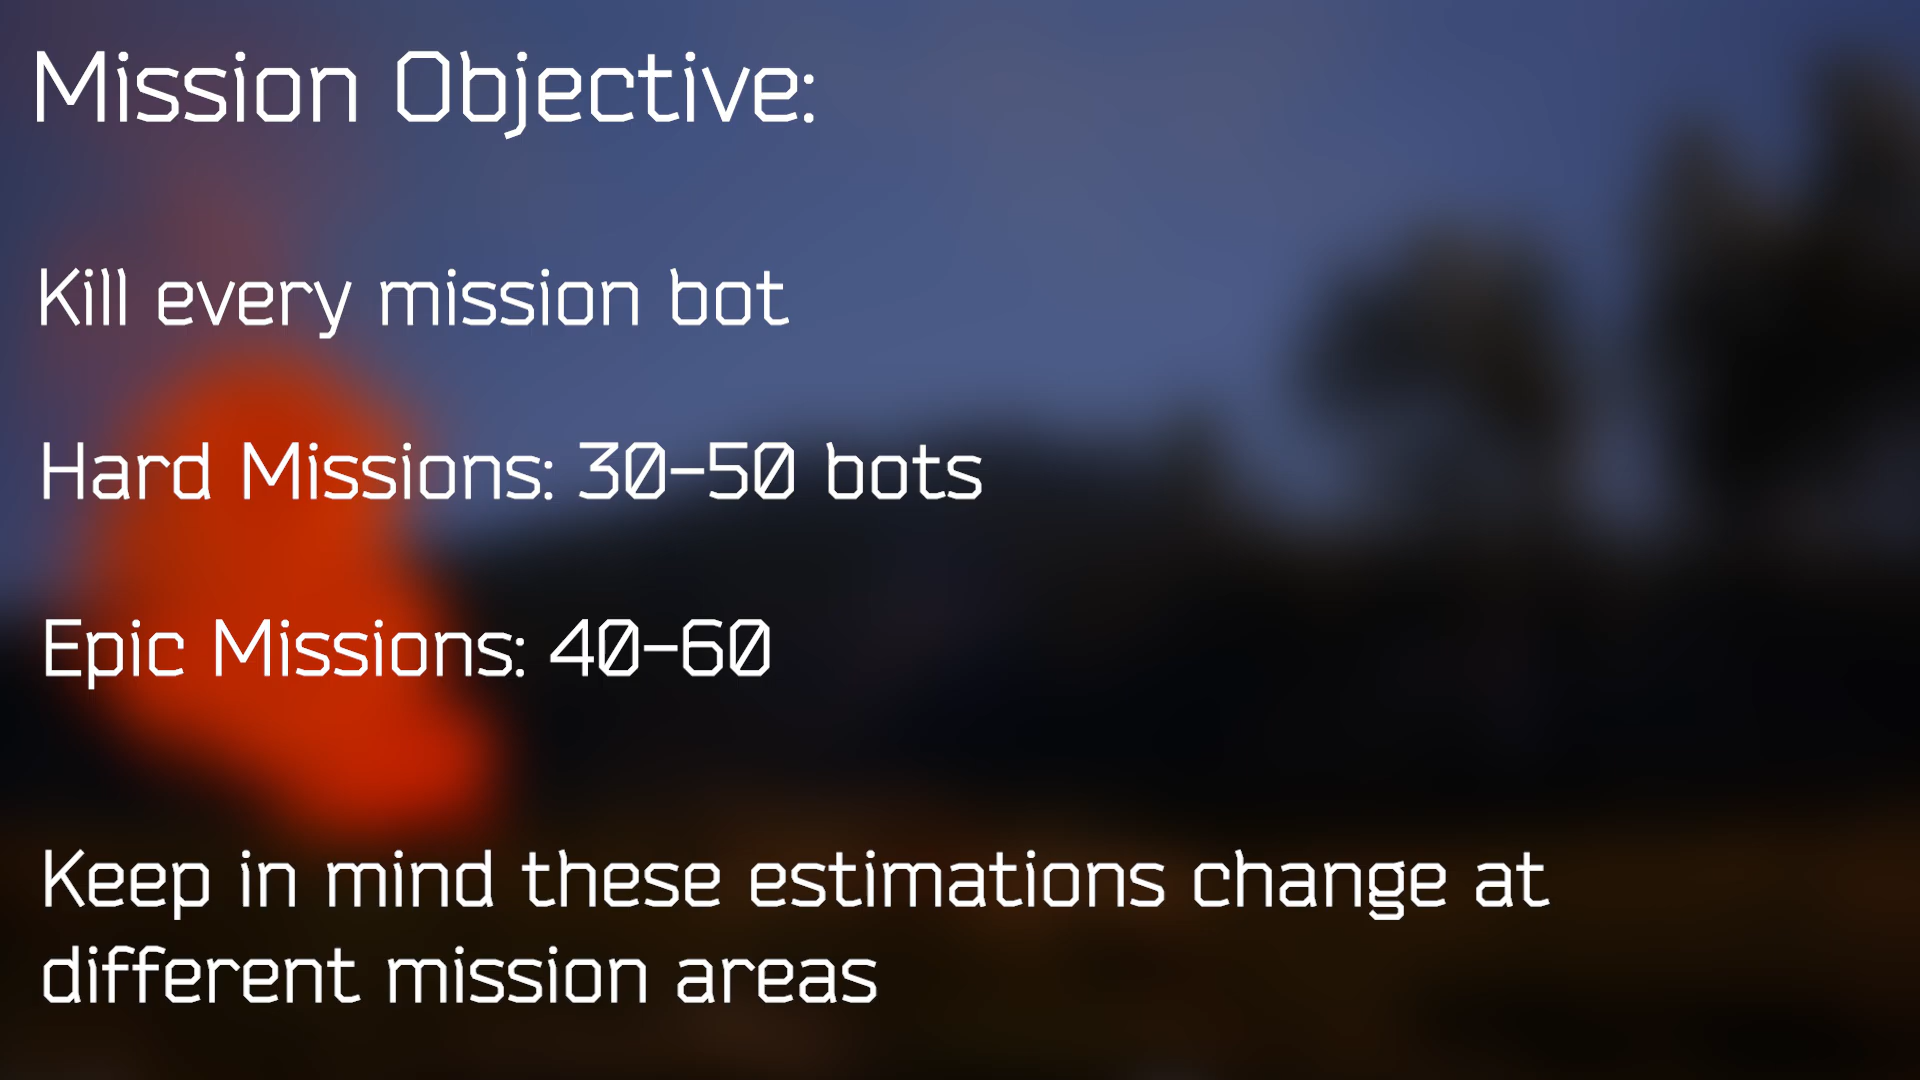 Mission Objective:
Kill every mission bot
Hard Missions: 30-50 bots
Epic Missions: 40-60
Keep in mind these estimations change at
different mission areas